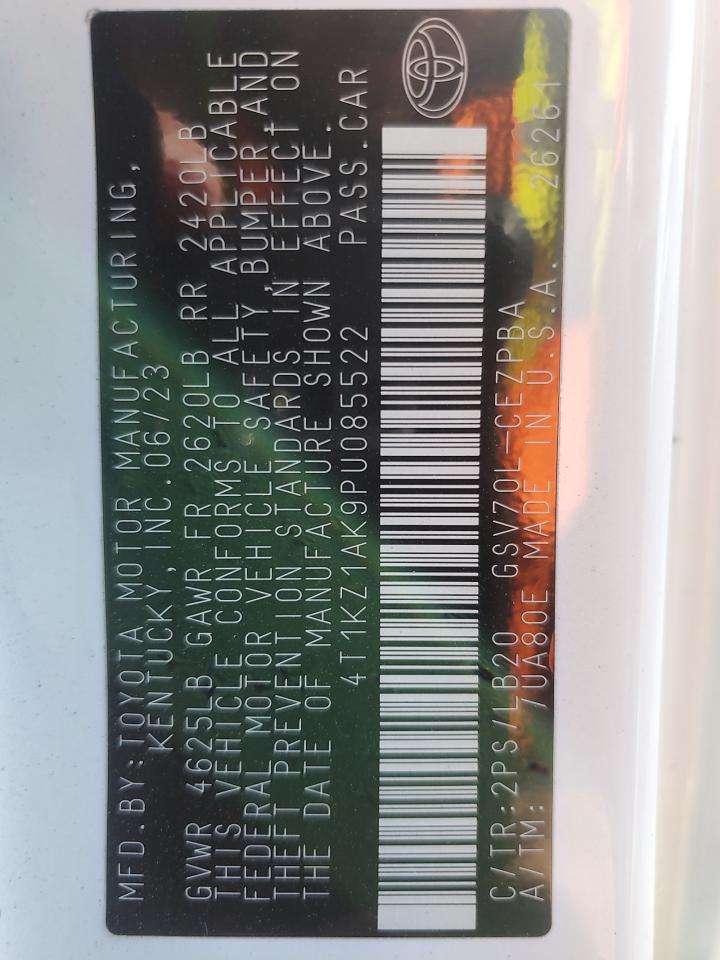 MFD.BY:TOYOTA MOTOR MANUFACTURING,
KENTUCKY,INC.06/23
GVWR 4625LB GAWR FR 2620LB RR 2420LB
THIS VEHICLE CONFORMS TO ALL APPLICABLE
FEDERAL MOTOR VEHICLE SAFETY,BUMPER AND
THEFT PREVENTION STANDARDS IN EFFECT ON
THE DATE OF MANUFACTURE SHOWN ABOVE.
4T1KZ1AK9PU085522 PASS.CAR
C/TR:2PS/LB20 GSV70L-CEZPBA
A/TM: /UA80E MADE IN U.S.A. 26261